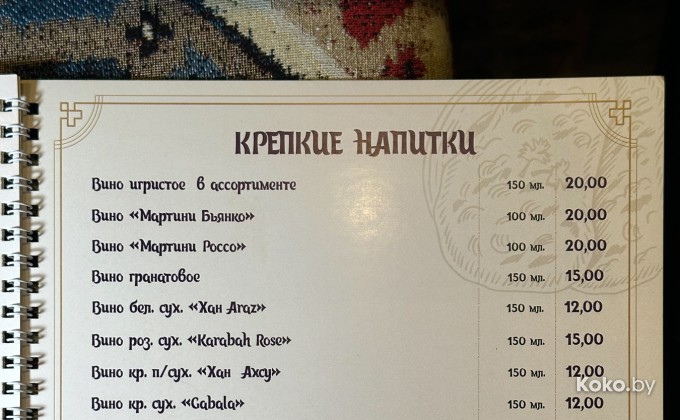 КРЕПКИЕ НАПИТКИ
Вино игристое в ассортименте 150 мл. 20,00
Вино «Мартини Бьянко» 100 мл. 20,00
Вино «Мартини Россо» 100 мл. 20,00
Вино гранатовое 150 мл. 15,00
Вино бел. сух. «Хан Araz» 150 мл. 12,00
Вино роз. сух. «Karabah Rose» 150 мл. 15,00
Вино кр. п/сух. «Хан Ахсу» 150 мл. 12,00
Вино кр. сух. «Gabala» 150 мл. 12,00
Koko.by